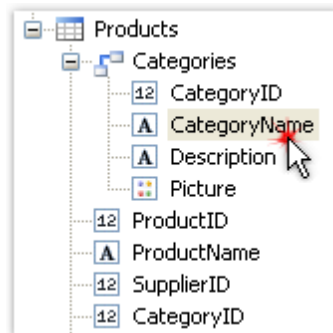 Products
Categories
12 CategoryID
A CategoryName
A Description
Picture
12 ProductID
A ProductName
12 SupplierID
12 CategoryID